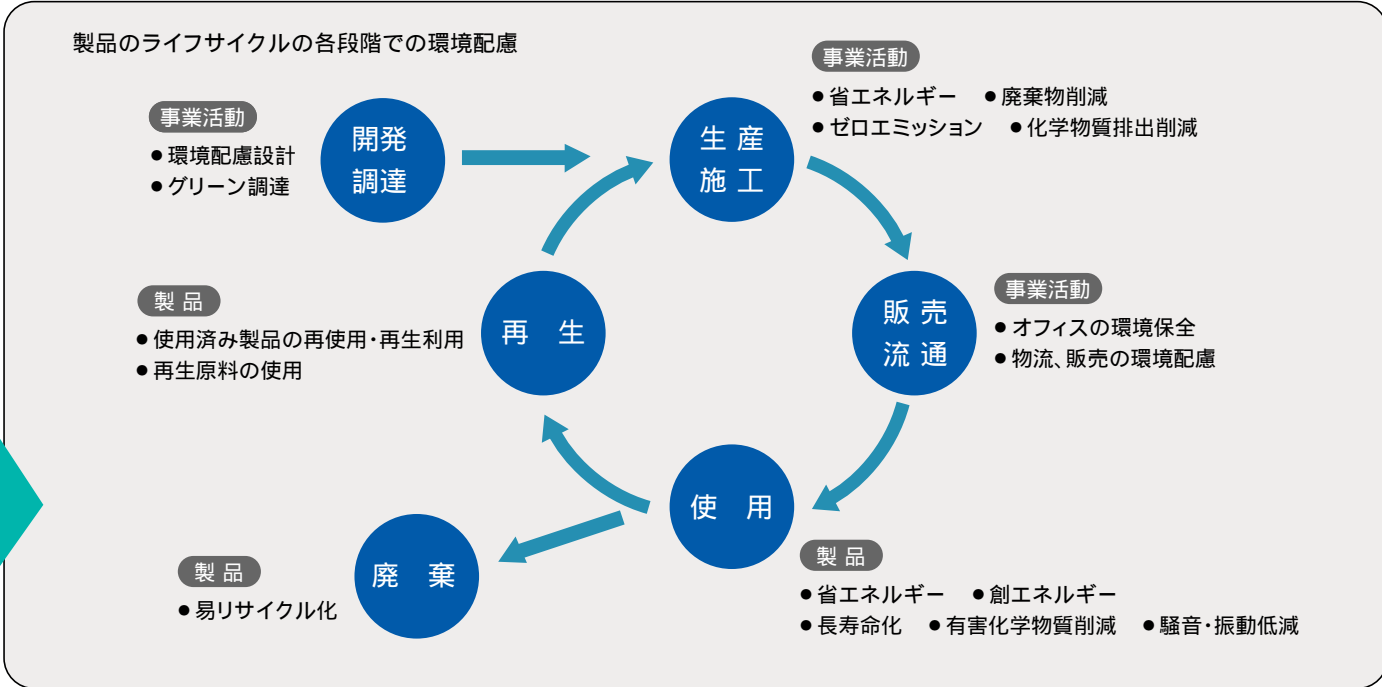 製品のライフサイクルの各段階での環境配慮
事業活動
●環境配慮設計
●グリーン調達
開発
調達
生産
施工
事業活動
●省エネルギー ●廃棄物削減
●ゼロエミッション ●化学物質排出削減
販売
流通
事業活動
●オフィスの環境保全
●物流、販売の環境配慮
使用
製品
●省エネルギー ●創エネルギー
●長寿命化 ●有害化学物質削減 ●騒音・振動低減
再生
製品
●使用済み製品の再使用・再生利用
●再生原料の使用
廃棄
製品
●易リサイクル化